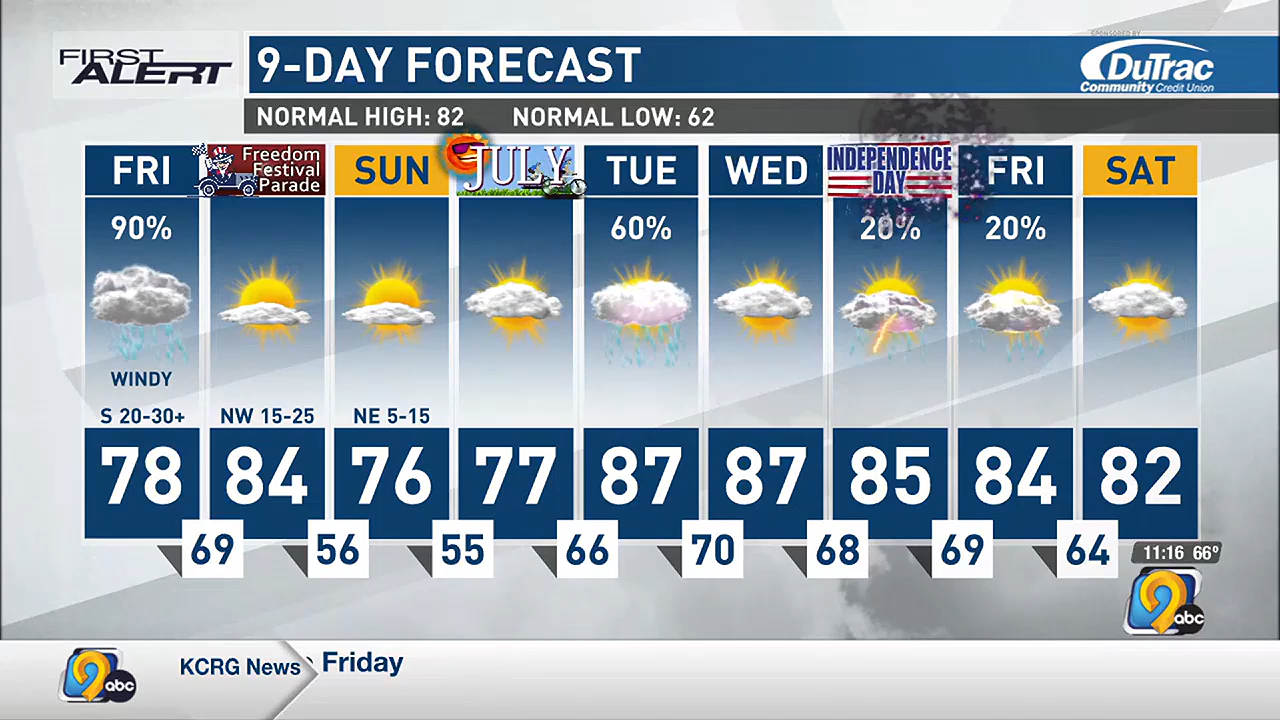 FIRST
ALERT
9-DAY FORECAST
SPONSORED BY
DuTrac
Community Credit Union
NORMAL HIGH: 82 NORMAL LOW: 62
FRI
Freedom
Festival
Parade
SUN
JULY
TUE
WED
INDEPENDENCE
DAY
FRI
SAT
90% 60% 20% 20%
WINDY
S 20-30+ NW 15-25 NE 5-15
78 84 76 77 87 87 85 84 82
69 56 55 66 70 68 69 64
11:16 66°
9 abc
9 abc
KCRG News Friday